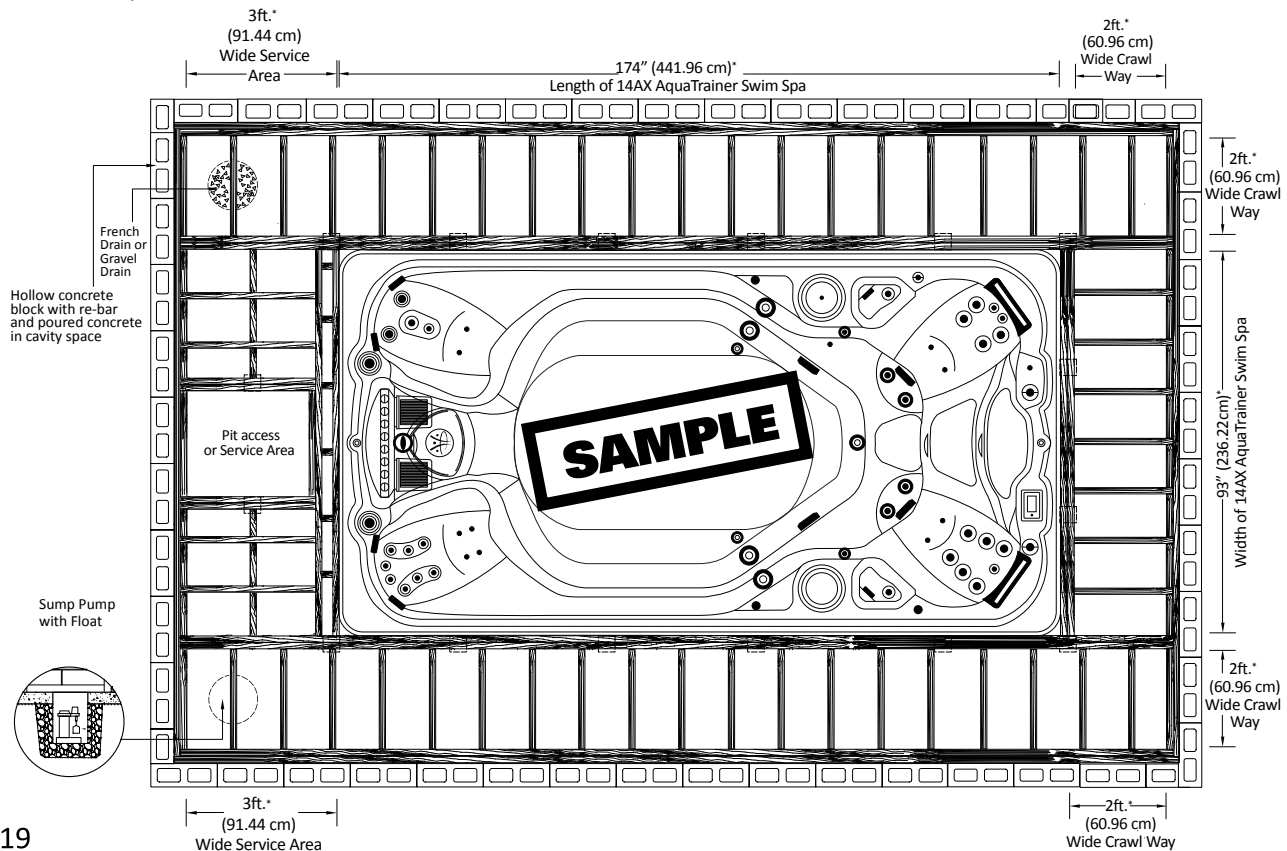 3ft.*
(91.44 cm)
Wide Service
Area
174” (441.96 cm)*
Length of 14AX AquaTrainer Swim Spa
2ft.*
(60.96 cm)
Wide Crawl
Way
2ft.*
(60.96 cm)
Wide Crawl
Way
French
Drain or
Gravel
Drain
Hollow concrete
block with re-bar
and poured concrete
in cavity space
Pit access
or Service Area
SAMPLE
93” (236.22cm)*
Width of 14AX AquaTrainer Swim Spa
Sump Pump
with Float
2ft.*
(60.96 cm)
Wide Crawl
Way
3ft.*
(91.44 cm)
Wide Service Area
2ft.*
(60.96 cm)
Wide Crawl Way
19